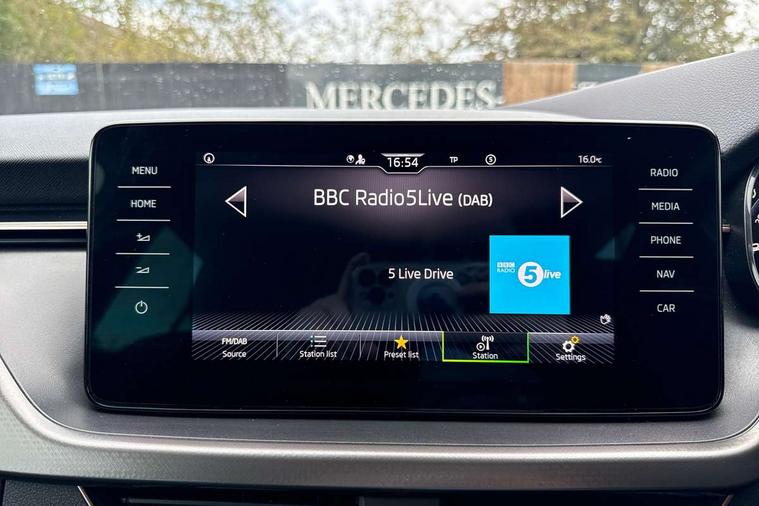 MERCEDES
MENU
HOME
16:54
TP
S
16.0°C
BBC Radio5Live (DAB)
5 Live Drive
BBC
RADIO
5 live
FM/DAB
Source
Station list
Preset list
Station
Settings
RADIO
MEDIA
PHONE
NAV
CAR